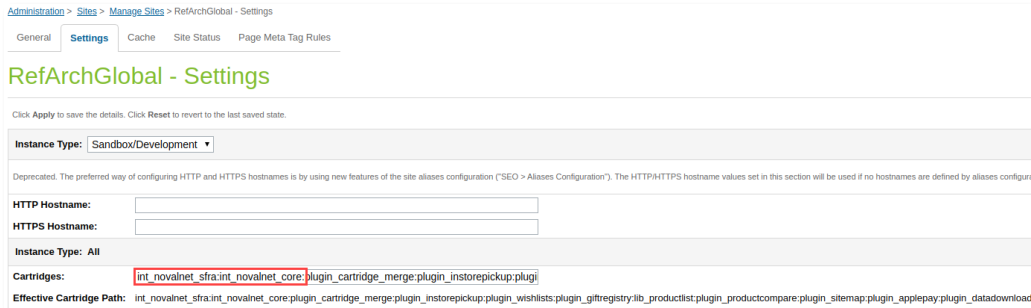 Administration > Sites > Manage Sites > RefArchGlobal - Settings
General Settings Cache Site Status Page Meta Tag Rules
RefArchGlobal - Settings
Click Apply to save the details. Click Reset to revert to the last saved state.
Instance Type: Sandbox/Development
Deprecated. The preferred way of configuring HTTP and HTTPS hostnames is by using new features of the site aliases configuration ("SEO > Aliases Configuration"). The HTTP/HTTPS hostname values set in this section will be used if no hostnames are defined by aliases configura
HTTP Hostname:
HTTPS Hostname:
Instance Type: All
Cartridges: int_novalnet_sfra:int_novalnet_core:plugin_cartridge_merge:plugin_instorepickup:plugi
Effective Cartridge Path: int_novalnet_sfra:int_novalnet_core:plugin_cartridge_merge:plugin_instorepickup:plugin_wishlists:plugin_giftregistry:lib_productlist:plugin_productcompare:plugin_sitemap:plugin_applepay:plugin_datadownload